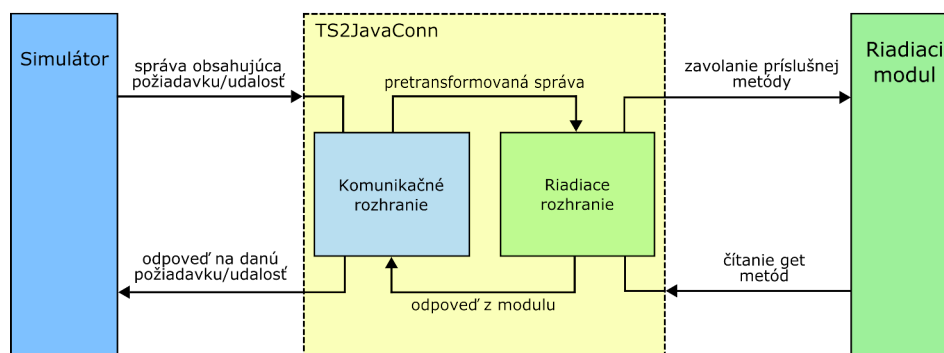 TS2JavaConn
Simulátor
správa obsahujúca
požiadavku/udalosť
pretransformovaná správa
zavolanie príslušnej
metódy
Riadiaci
modul
Komunikačné
rozhranie
Riadiace
rozhranie
odpoveď na danú
požiadavku/udalosť
odpoveď z modulu
čítanie get
metód